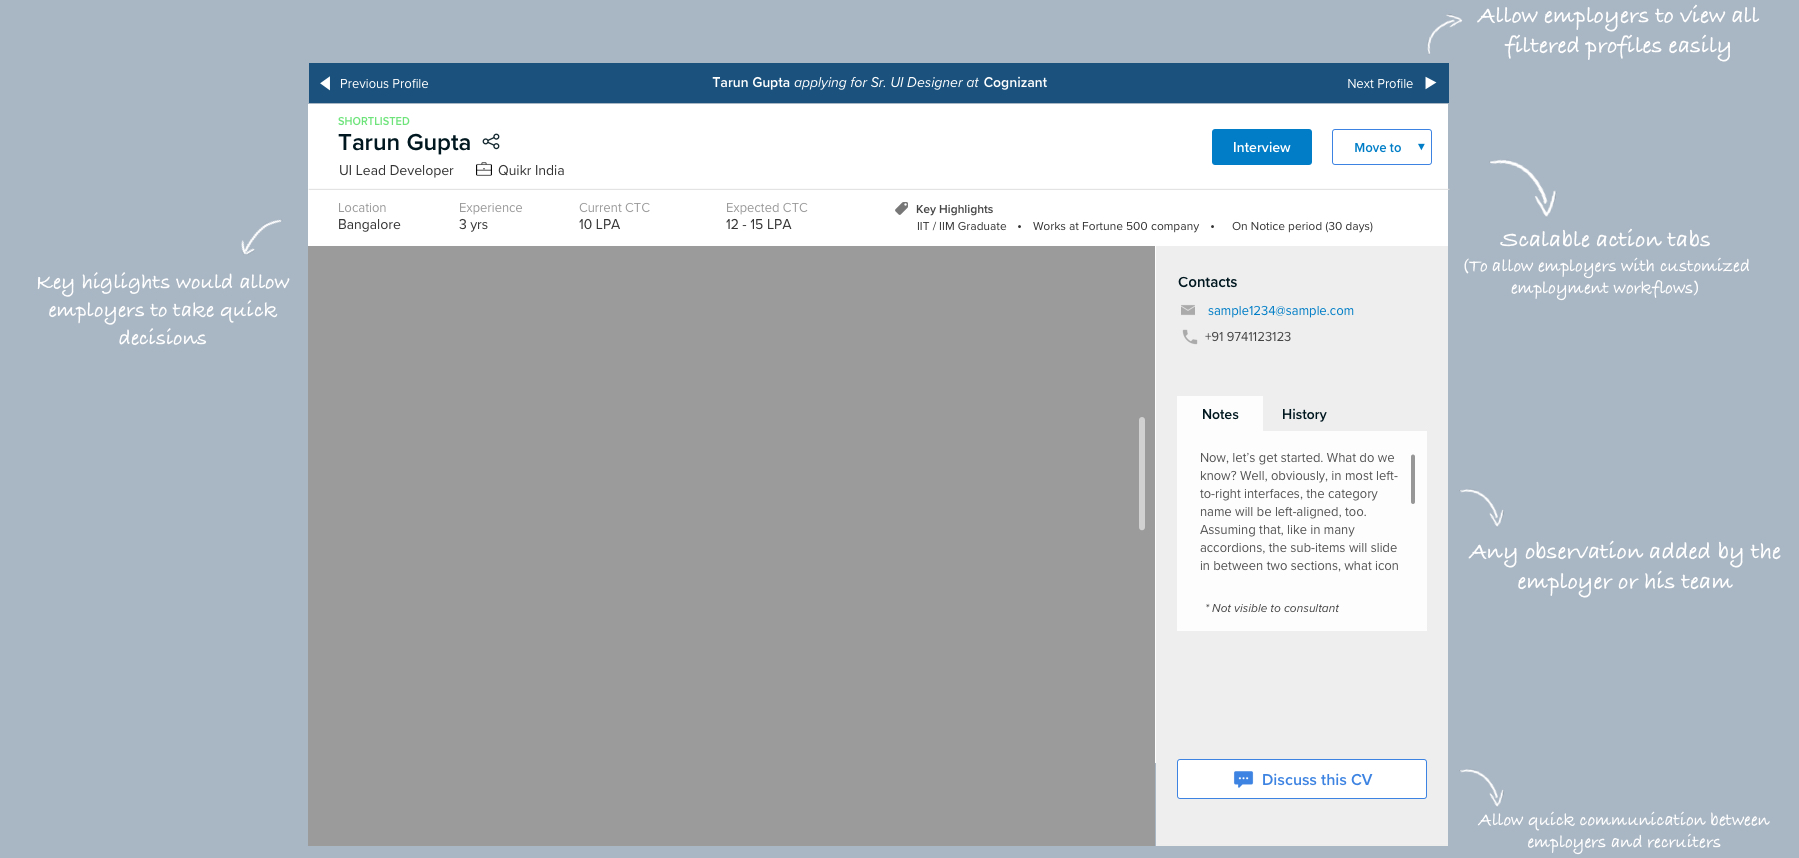 Allow employers to view all
filtered profiles easily
Previous Profile
Tarun Gupta applying for Sr. UI Designer at Cognizant
Next Profile
SHORTLISTED
Tarun Gupta
UI Lead Developer
Quikr India
Interview
Move to
Location
Bangalore
Experience
3 yrs
Current CTC
10 LPA
Expected CTC
12 - 15 LPA
Key Highlights
IIT / IIM Graduate • Works at Fortune 500 company • On Notice period (30 days)
Key higlights would allow
employers to take quick
decisions
Scalable action tabs
(To allow employers with customized
employment workflows)
Contacts
sample1234@sample.com
+91 9741123123
Notes
History
Now, let's get started. What do we
know? Well, obviously, in most left-
to-right interfaces, the category
name will be left-aligned, too.
Assuming that, like in many
accordions, the sub-items will slide
in between two sections, what icon
* Not visible to consultant
Any observation added by the
employer or his team
Discuss this CV
Allow quick communication between
employers and recruiters